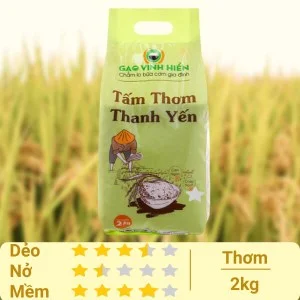 GẠO VINH HIỂN
Chăm lo bữa cơm gia đình
Tấm Thơm
Thanh Yến
Dẻo
Nở
Mềm
Thơm
2kg